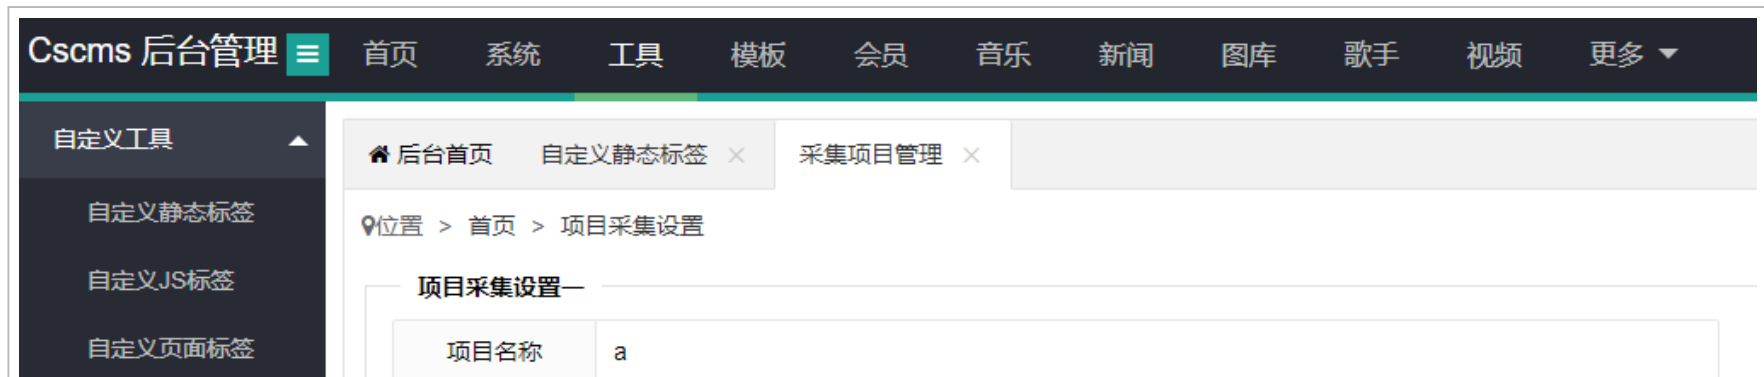 Cscms 后台管理 首页 系统 工具 模板 会员 音乐 新闻 图库 歌手 视频 更多
自定义工具
后台首页 自定义静态标签 × 采集项目管理 ×
自定义静态标签
位置 > 首页 > 项目采集设置
自定义JS标签
项目采集设置一
自定义页面标签
项目名称 a